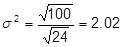 σ² = √100 / √24 = 2.02